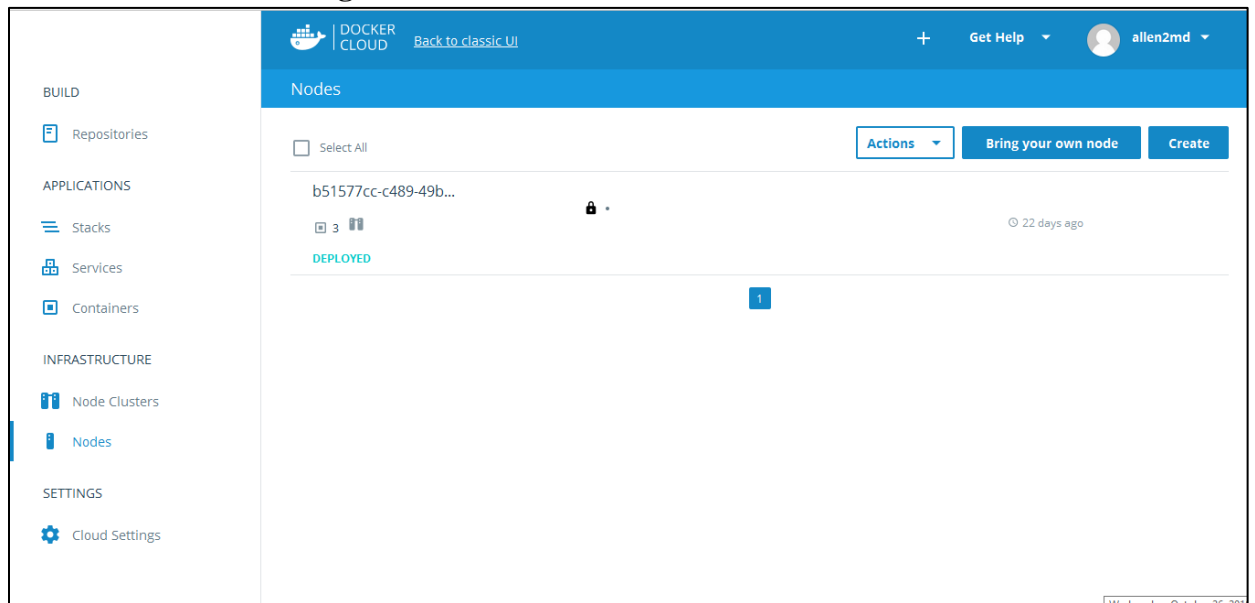 DOCKER
CLOUD
Back to classic UI
+
Get Help
allen2md
BUILD
Repositories
APPLICATIONS
Stacks
Services
Containers
INFRASTRUCTURE
Node Clusters
Nodes
SETTINGS
Cloud Settings
Nodes
Select All
Actions
Bring your own node
Create
b51577cc-c489-49b...
3
22 days ago
DEPLOYED
1